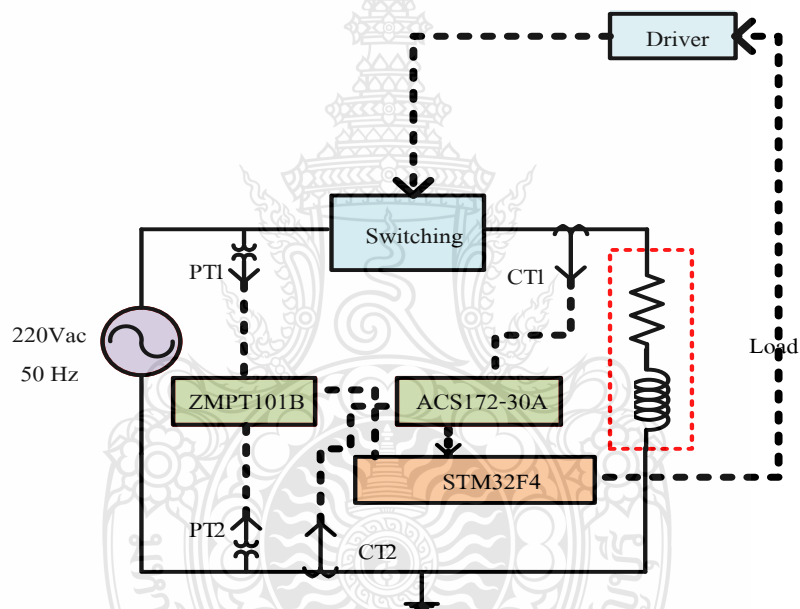 Driver
Switching
PT1
CT1
220Vac
50 Hz
Load
ZMPT101B
ACS172-30A
STM32F4
PT2
CT2